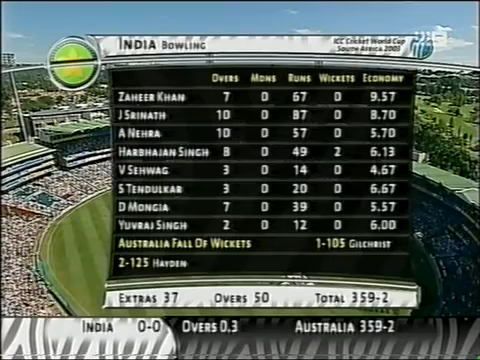 INDIA BOWLING
ICC Cricket World Cup
South Africa 2003
OVERS MDNS RUNS WICKETS ECONOMY
ZAHEER KHAN 7 0 67 0 9.57
J SRINATH 10 0 87 0 8.70
A NEHRA 10 0 57 0 5.70
HARBHAJAN SINGH 8 0 49 2 6.13
V SEHWAG 3 0 14 0 4.67
S TENDULKAR 3 0 20 0 6.67
D MONGIA 7 0 39 0 5.57
YUVRAJ SINGH 2 0 12 0 6.00
AUSTRALIA FALL OF WICKETS 1-105 GILCHRIST
2-125 HAYDEN
EXTRAS 37 OVERS 50 TOTAL 359-2
INDIA 0-0 OVERS 0.3 AUSTRALIA 359-2